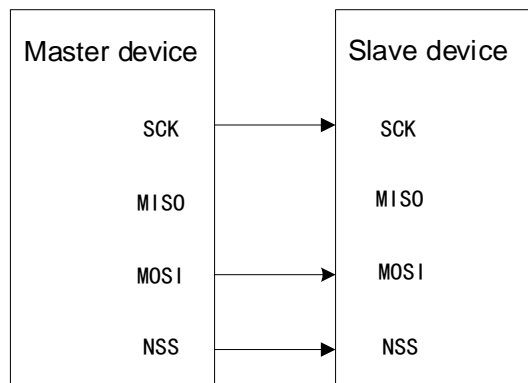 Master device
Slave device
SCK
SCK
MISO
MISO
MOSI
MOSI
NSS
NSS